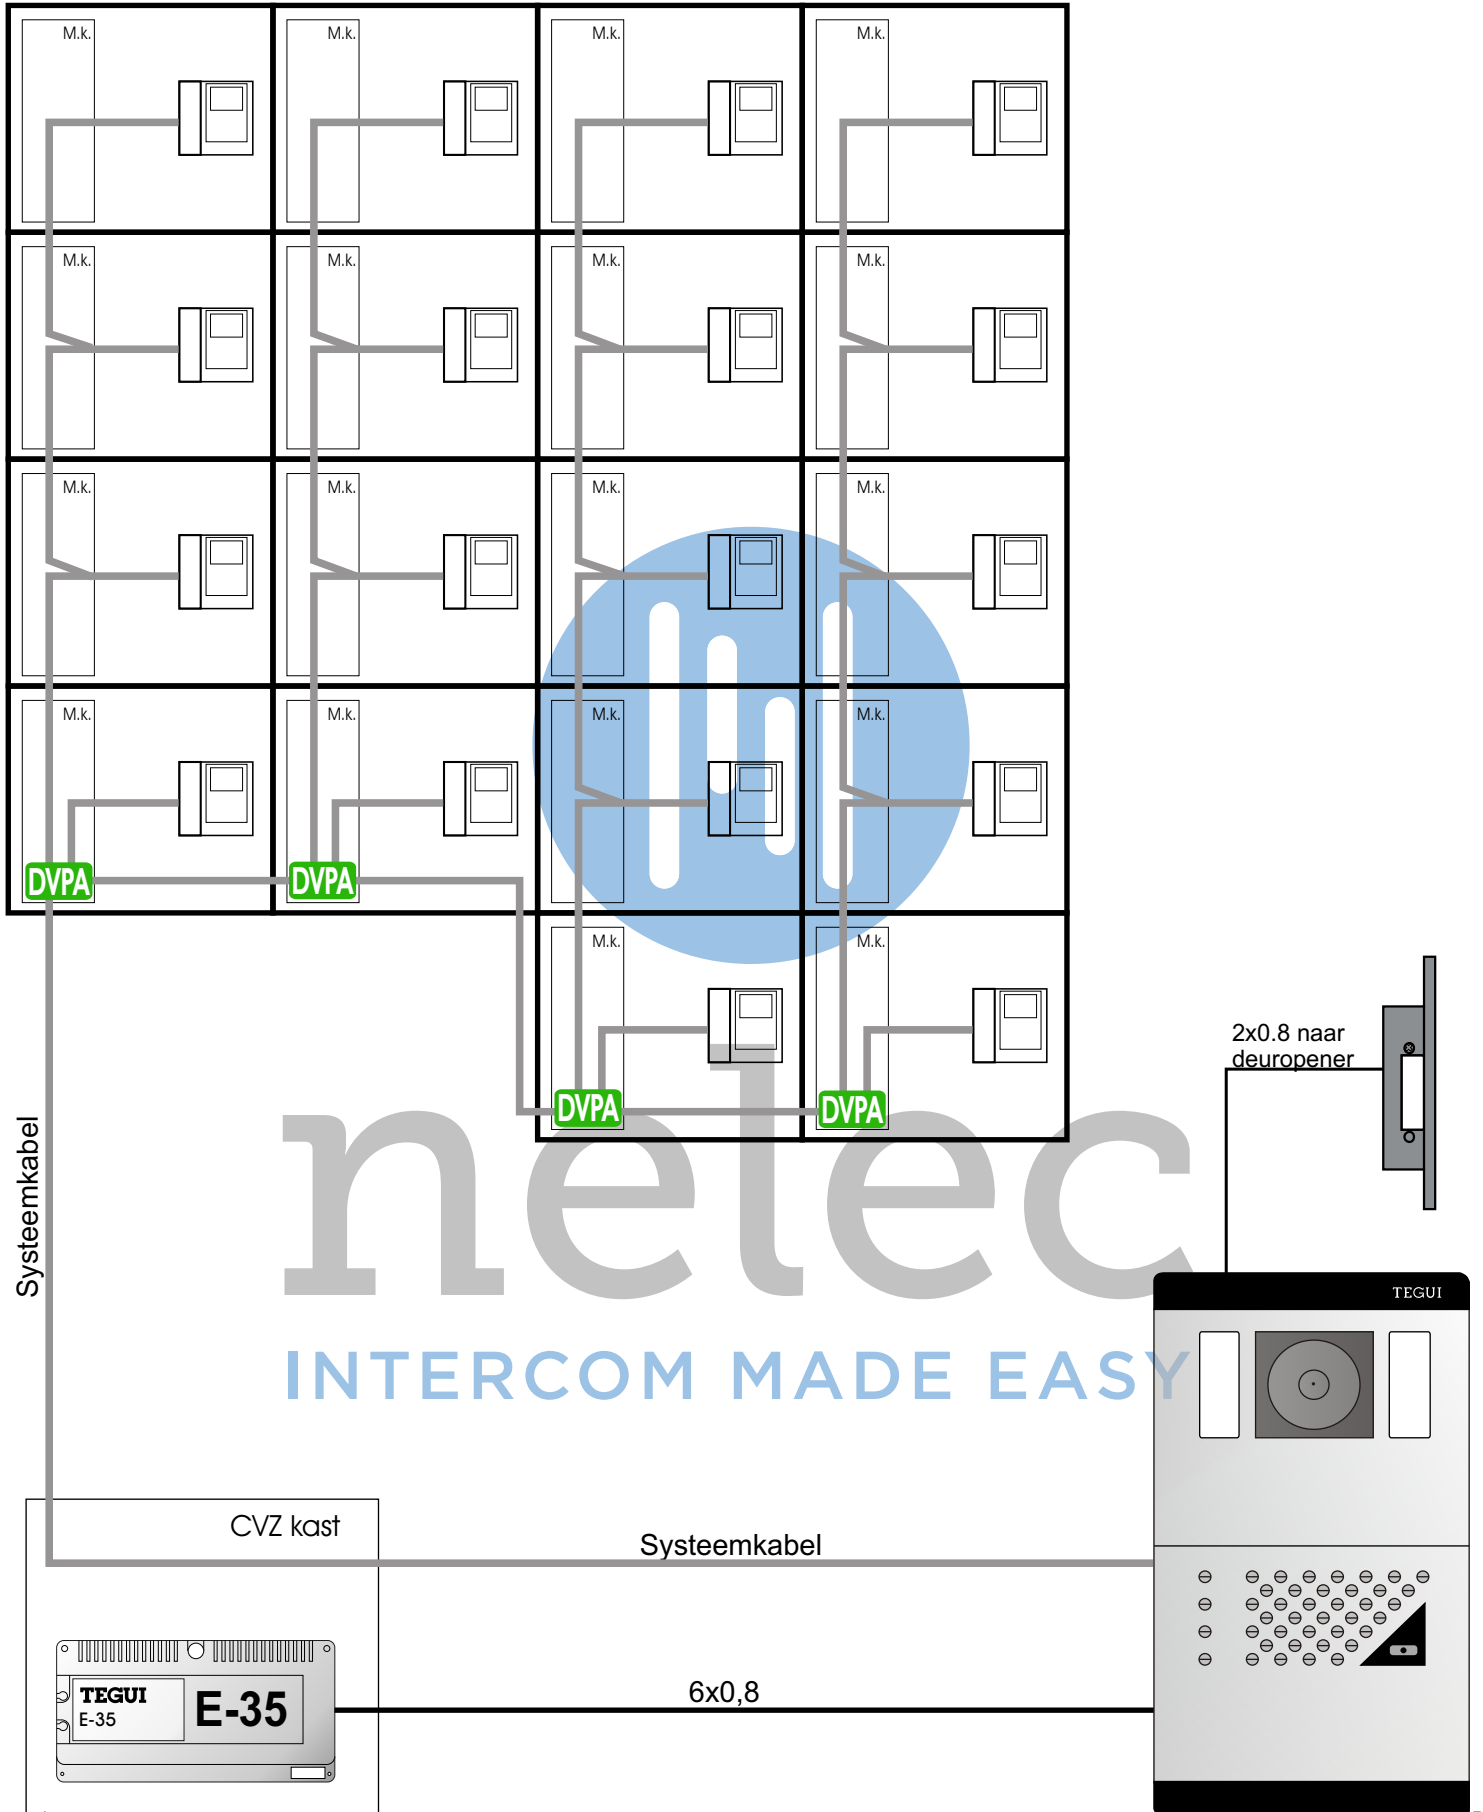 M.k. M.k. M.k. M.k.
M.k. M.k. M.k. M.k.
M.k. M.k. M.k. M.k.
M.k. M.k. M.k. M.k.
DVPA DVPA
M.k. M.k.
2x0.8 naar
deuropener
DVPA DVPA
Systeemkabel
nelec
TEGUI
INTERCOM MADE EASY
CVZ kast
Systeemkabel
TEGUI
E-35
E-35
6x0,8